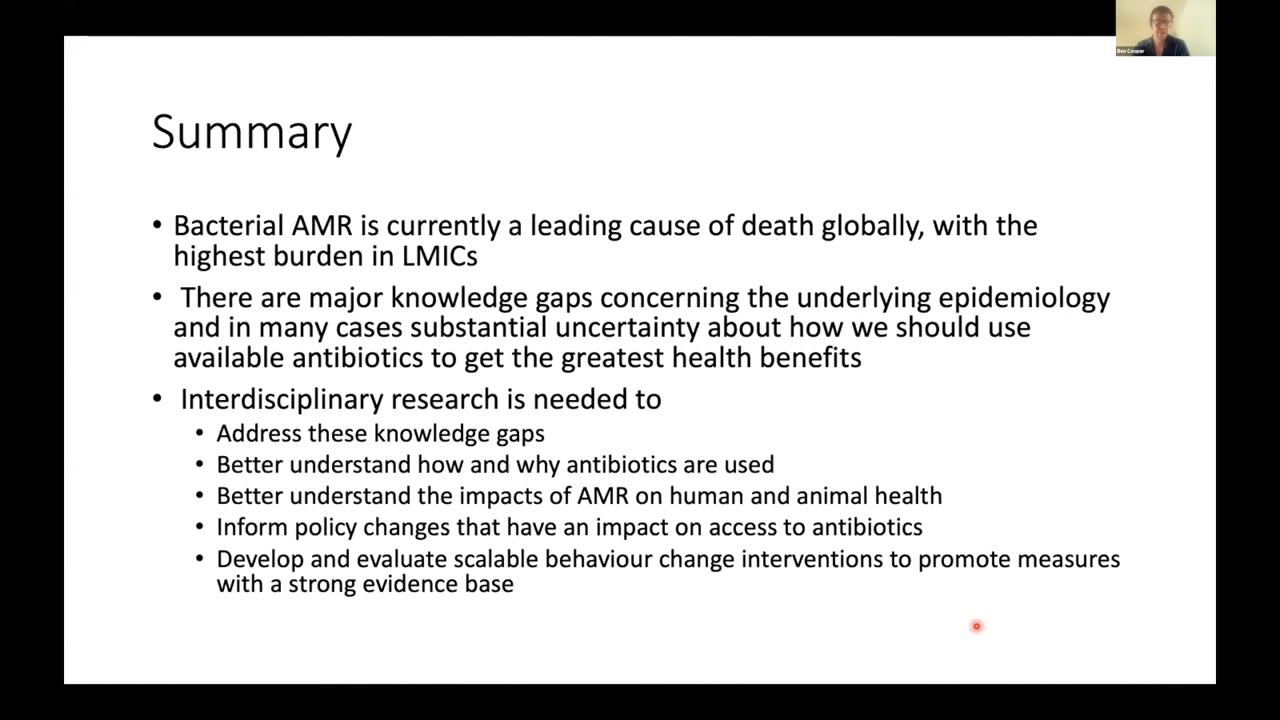 Ben Cooper
Summary
• Bacterial AMR is currently a leading cause of death globally, with the
highest burden in LMICs
• There are major knowledge gaps concerning the underlying epidemiology
and in many cases substantial uncertainty about how we should use
available antibiotics to get the greatest health benefits
• Interdisciplinary research is needed to
• Address these knowledge gaps
• Better understand how and why antibiotics are used
• Better understand the impacts of AMR on human and animal health
• Inform policy changes that have an impact on access to antibiotics
• Develop and evaluate scalable behaviour change interventions to promote measures
with a strong evidence base